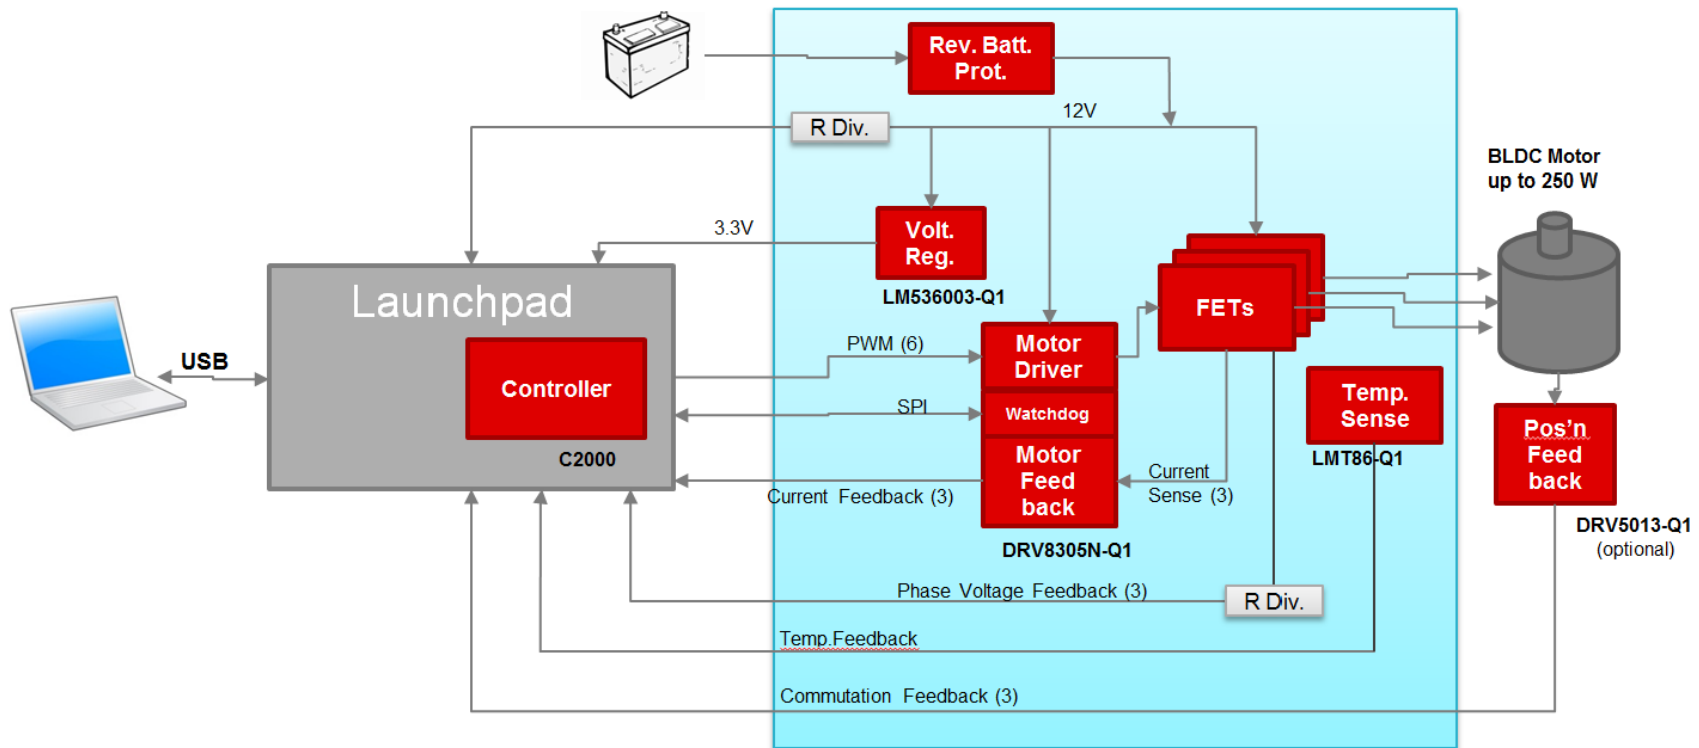 Rev. Batt.
Prot.
12V
R Div.
BLDC Motor
up to 250 W
3.3V
Volt.
Reg.
LM536003-Q1
Launchpad
FETs
USB
PWM (6)
Motor
Driver
Controller
Temp.
Sense
SPI
Watchdog
C2000
LMT86-Q1
Pos'n
Feed
back
Motor
Feed
back
Current
Sense (3)
Current Feedback (3)
DRV8305N-Q1
DRV5013-Q1
(optional)
Phase Voltage Feedback (3)
R Div.
Temp.Feedback
Commutation Feedback (3)